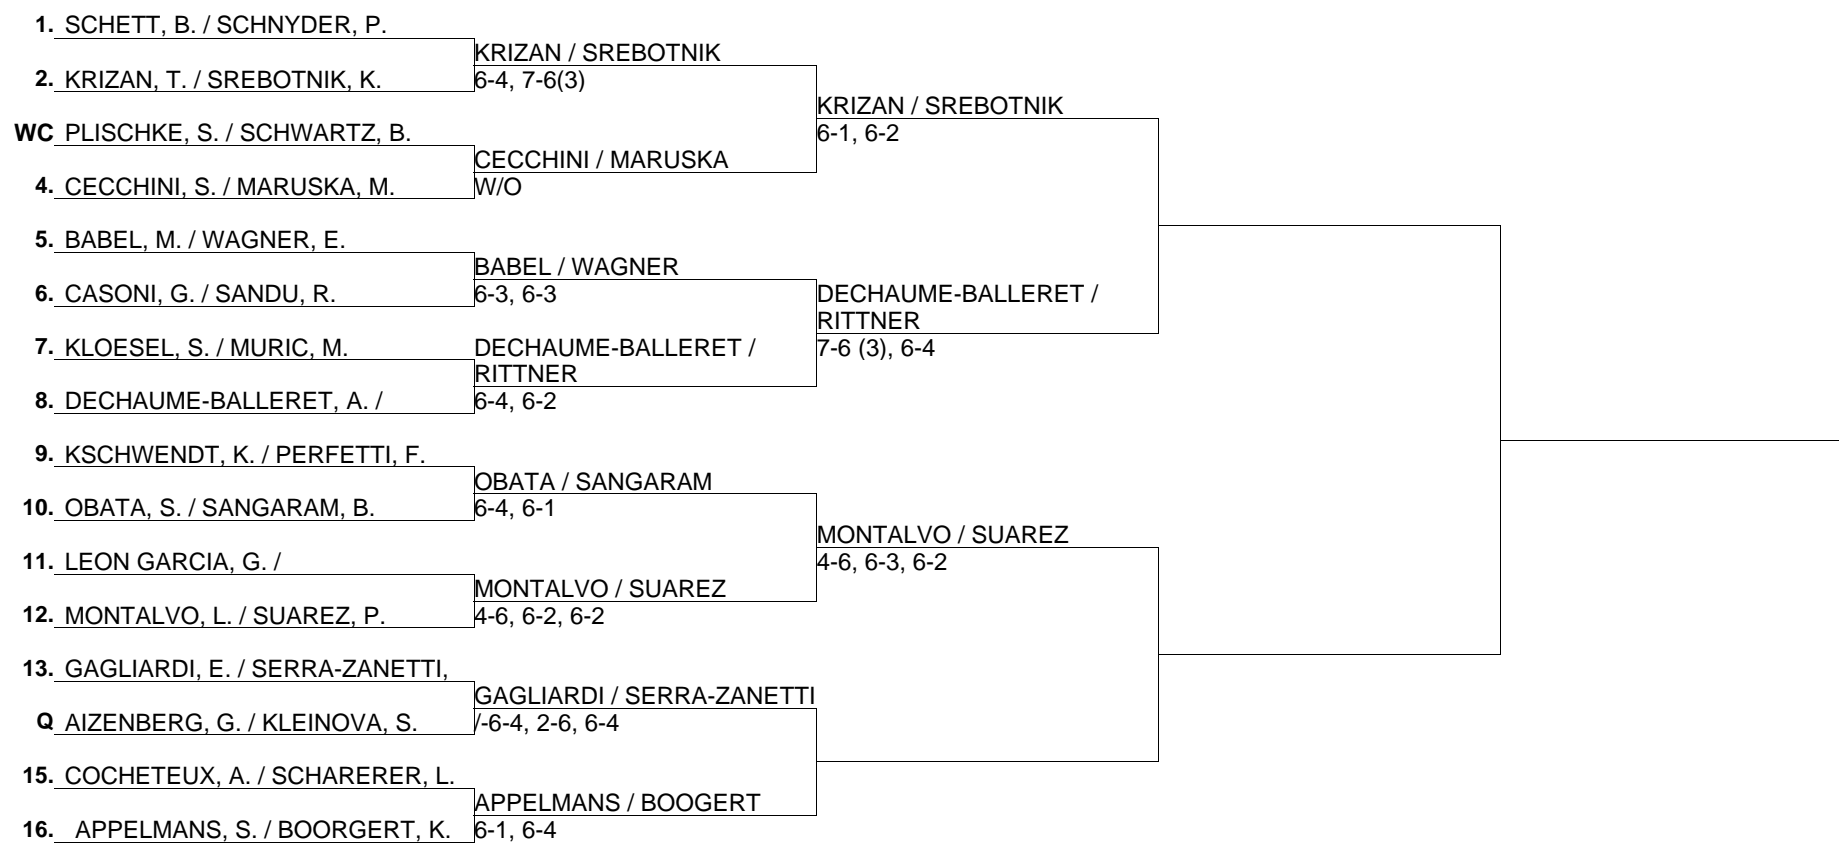 1. SCHETT, B. / SCHNYDER, P.
KRIZAN / SREBOTNIK
2. KRIZAN, T. / SREBOTNIK, K.
6-4, 7-6(3)
KRIZAN / SREBOTNIK
WC PLISCHKE, S. / SCHWARTZ, B.
6-1, 6-2
CECCHINI / MARUSKA
4. CECCHINI, S. / MARUSKA, M.
W/O
5. BABEL, M. / WAGNER, E.
BABEL / WAGNER
6. CASONI, G. / SANDU, R.
6-3, 6-3
DECHAUME-BALLERET /
RITTNER
7. KLOESEL, S. / MURIC, M.
DECHAUME-BALLERET /
7-6 (3), 6-4
RITTNER
8. DECHAUME-BALLERET, A. /
6-4, 6-2
9. KSCHWENDT, K. / PERFETTI, F.
OBATA / SANGARAM
10. OBATA, S. / SANGARAM, B.
6-4, 6-1
MONTALVO / SUAREZ
11. LEON GARCIA, G. /
4-6, 6-3, 6-2
MONTALVO / SUAREZ
12. MONTALVO, L. / SUAREZ, P.
4-6, 6-2, 6-2
13. GAGLIARDI, E. / SERRA-ZANETTI,
GAGLIARDI / SERRA-ZANETTI
Q AIZENBERG, G. / KLEINOVA, S.
/-6-4, 2-6, 6-4
15. COCHETEUX, A. / SCHARERER, L.
APPELMANS / BOOGERT
16. APPELMANS, S. / BOORGERT, K.
6-1, 6-4